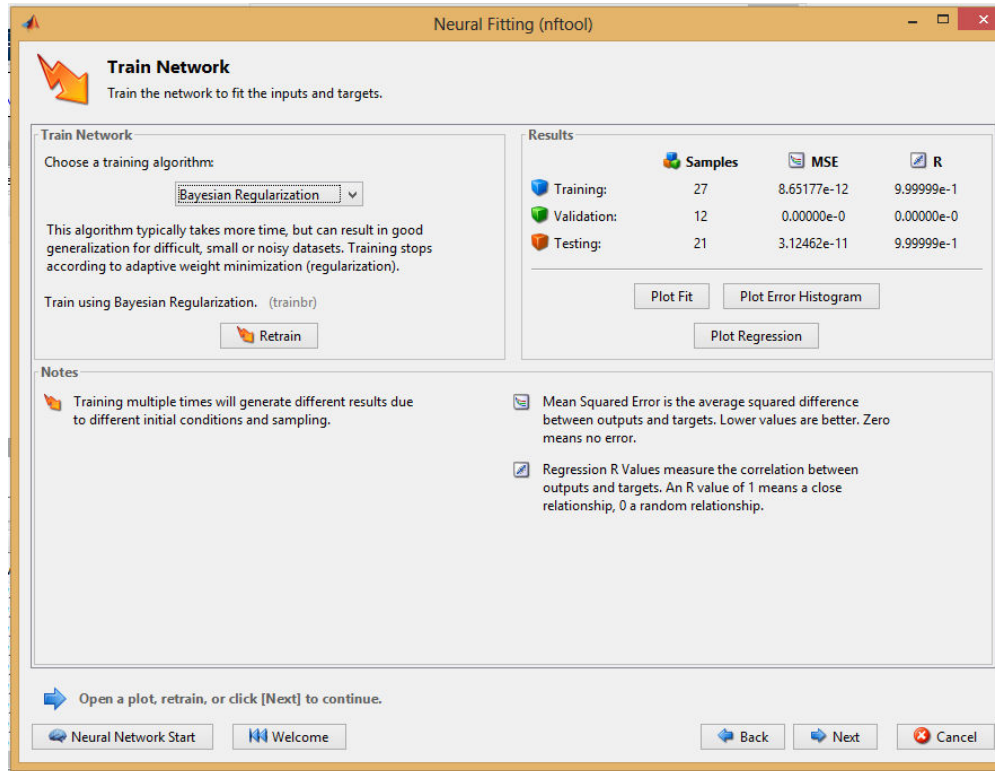 Neural Fitting (nftool)
Train Network
Train the network to fit the inputs and targets.
Train Network
Choose a training algorithm:
Bayesian Regularization
This algorithm typically takes more time, but can result in good
generalization for difficult, small or noisy datasets. Training stops
according to adaptive weight minimization (regularization).
Train using Bayesian Regularization. (trainbr)
Retrain
Results
Samples MSE R
Training: 27 8.65177e-12 9.99999e-1
Validation: 12 0.00000e-0 0.00000e-0
Testing: 21 3.12462e-11 9.99999e-1
Plot Fit Plot Error Histogram
Plot Regression
Notes
Training multiple times will generate different results due
to different initial conditions and sampling.
Mean Squared Error is the average squared difference
between outputs and targets. Lower values are better. Zero
means no error.
Regression R Values measure the correlation between
outputs and targets. An R value of 1 means a close
relationship, 0 a random relationship.
Open a plot, retrain, or click [Next] to continue.
Neural Network Start Welcome Back Next Cancel